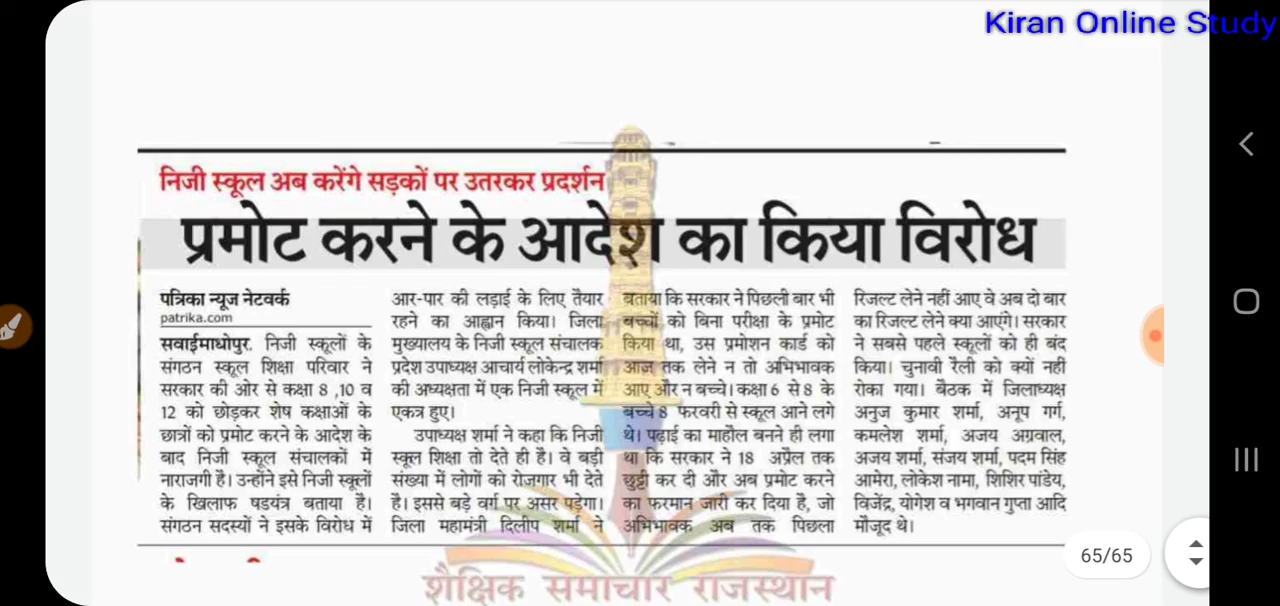 Kiran Online Study
निजी स्कूल अब करेंगे सड़कों पर उतरकर प्रदर्शन
प्रमोट करने के आदेश का किया विरोध
पत्रिका न्यूज नेटवर्क
patrika.com
सवाईमाधोपुर. निजी स्कूलों के
संगठन स्कूल शिक्षा परिवार ने
सरकार की ओर से कक्षा 8 ,10 व
12 को छोड़कर शेष कक्षाओं के
छात्रों को प्रमोट करने के आदेश के
बाद निजी स्कूल संचालकों में
नाराजगी है। उन्होंने इसे निजी स्कूलों
के खिलाफ षडयंत्र बताया है।
संगठन सदस्यों ने इसके विरोध में
आर-पार की लड़ाई के लिए तैयार
रहने का आह्वान किया। जिला
मुख्यालय के निजी स्कूल संचालक
प्रदेश उपाध्यक्ष आचार्य लोकेन्द्र शर्मा
की अध्यक्षता में एक निजी स्कूल में
एकत्र हुए।
उपाध्यक्ष शर्मा ने कहा कि निजी
स्कूल शिक्षा तो देते ही है। वे बड़ी
संख्या में लोगों को रोजगार भी देते
है। इससे बड़े वर्ग पर असर पड़ेगा।
जिला महामंत्री दिलीप शर्मा ने
बताया कि सरकार ने पिछली बार भी
बच्चों को बिना परीक्षा के प्रमोट
किया था, उस प्रमोशन कार्ड को
आज तक लेने न तो अभिभावक
आए और न बच्चे। कक्षा 6 से 8 के
बच्चे 8 फरवरी से स्कूल आने लगे
थे। पढ़ाई का माहौल बनने ही लगा
था कि सरकार ने 18 अप्रैल तक
छुट्टी कर दी और अब प्रमोट करने
का फरमान जारी कर दिया है, जो
अभिभावक अब तक पिछला
रिजल्ट लेने नहीं आए वे अब दो बार
का रिजल्ट लेने क्या आएंगे। सरकार
ने सबसे पहले स्कूलों को ही बंद
किया। चुनावी रैली को क्यों नहीं
रोका गया। बैठक में जिलाध्यक्ष
अनुज कुमार शर्मा, अनूप गर्ग,
कमलेश शर्मा, अजय अग्रवाल,
अजय शर्मा, संजय शर्मा, पदम सिंह
आमेरा, लोकेश नामा, शिशिर पांडेय,
विजेंद्र, योगेश व भगवान गुप्ता आदि
मौजूद थे।
65/65
शैक्षिक समाचार राजस्थान